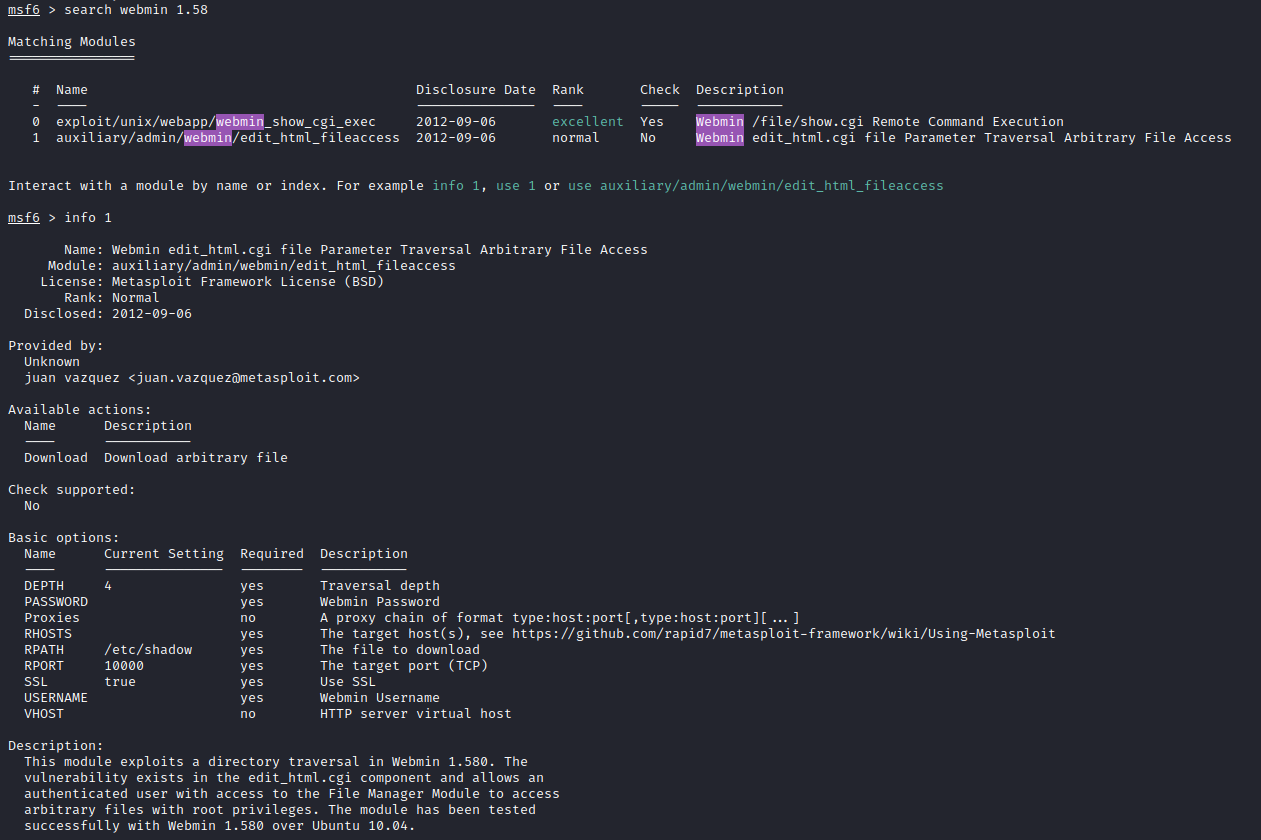 msf6 > search webmin 1.58
Matching Modules
================
# Name Disclosure Date Rank Check Description
- ---- --------------- ---- ----- -----------
0 exploit/unix/webapp/webmin_show_cgi_exec 2012-09-06 excellent Yes Webmin /file/show.cgi Remote Command Execution
1 auxiliary/admin/webmin/edit_html_fileaccess 2012-09-06 normal No Webmin edit_html.cgi file Parameter Traversal Arbitrary File Access
Interact with a module by name or index. For example info 1, use 1 or use auxiliary/admin/webmin/edit_html_fileaccess
msf6 > info 1
Name: Webmin edit_html.cgi file Parameter Traversal Arbitrary File Access
Module: auxiliary/admin/webmin/edit_html_fileaccess
License: Metasploit Framework License (BSD)
Rank: Normal
Disclosed: 2012-09-06
Provided by:
Unknown
juan vazquez <juan.vazquez@metasploit.com>
Available actions:
Name Description
---- -----------
Download Download arbitrary file
Check supported:
No
Basic options:
Name Current Setting Required Description
---- --------------- -------- -----------
DEPTH 4 yes Traversal depth
PASSWORD yes Webmin Password
Proxies no A proxy chain of format type:host:port[,type:host:port][...]
RHOSTS yes The target host(s), see https://github.com/rapid7/metasploit-framework/wiki/Using-Metasploit
RPATH /etc/shadow yes The file to download
RPORT 10000 yes The target port (TCP)
SSL true yes Use SSL
USERNAME yes Webmin Username
VHOST no HTTP server virtual host
Description:
This module exploits a directory traversal in Webmin 1.580. The
vulnerability exists in the edit_html.cgi component and allows an
authenticated user with access to the File Manager Module to access
arbitrary files with root privileges. The module has been tested
successfully with Webmin 1.580 over Ubuntu 10.04.